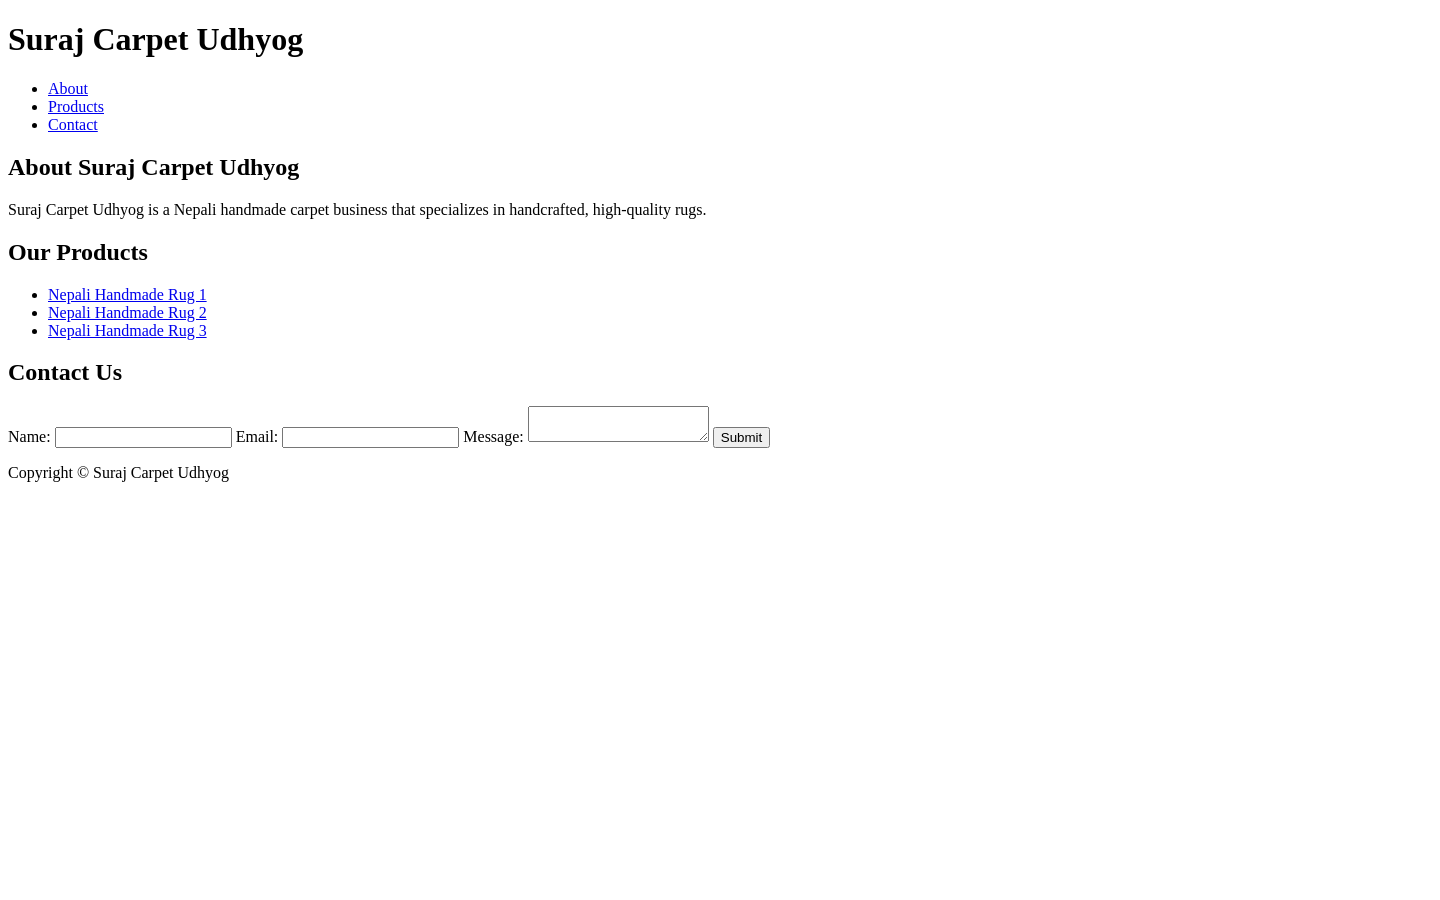 Suraj Carpet Udhyog
About
Products
Contact
About Suraj Carpet Udhyog
Suraj Carpet Udhyog is a Nepali handmade carpet business that specializes in handcrafted, high-quality rugs.
Our Products
Nepali Handmade Rug 1
Nepali Handmade Rug 2
Nepali Handmade Rug 3
Contact Us
Name: Email: Message: Submit
Copyright © Suraj Carpet Udhyog